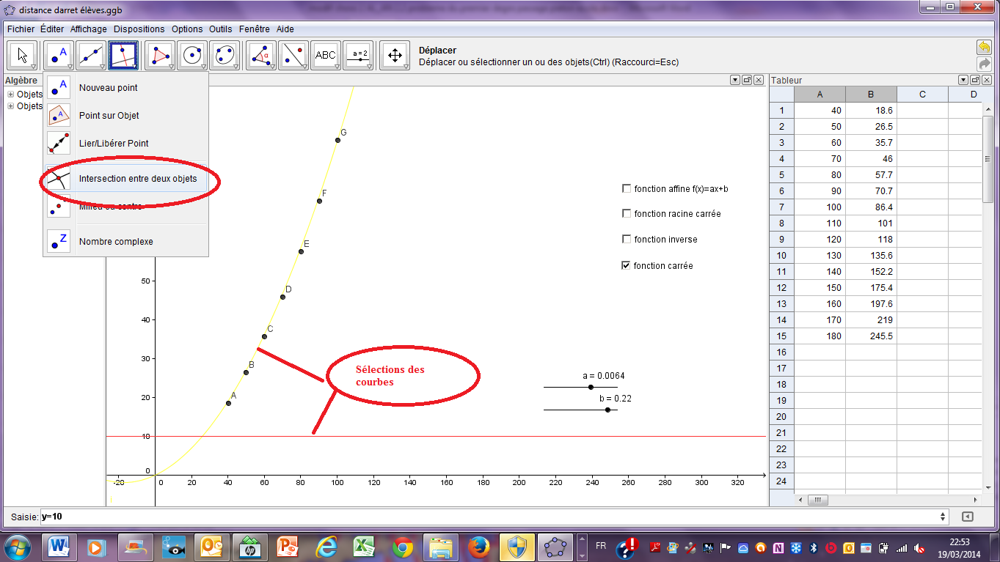 distance darret élèves.ggb
Fichier Éditer Affichage Dispositions Options Outils Fenêtre Aide
A
ABC
a = 2
Déplacer
Déplacer ou sélectionner un ou des objets(Ctrl) (Raccourci=Esc)
Algèbre
Objets
Objets
A Nouveau point
A Point sur Objet
Lier/Libérer Point
Intersection entre deux objets
Milieu ou centre
Z Nombre complexe
G
F
E
D
C
B
A
50
40
30
20
10
0
-20 0 20 40 60 80 100 120 140 160 180 200 220 240 260 280 300 320
fonction affine f(x)=ax+b
fonction racine carrée
fonction inverse
fonction carrée
Sélections des
courbes
a = 0.0064
b = 0.22
Tableur
A B C D
1 40 18.6
2 50 26.5
3 60 35.7
4 70 46
5 80 57.7
6 90 70.7
7 100 86.4
8 110 101
9 120 118
10 130 135.6
11 140 152.2
12 150 175.4
13 160 197.6
14 170 219
15 180 245.5
16
17
18
19
20
21
22
23
24
Saisie: y=10
FR
22:53
19/03/2014